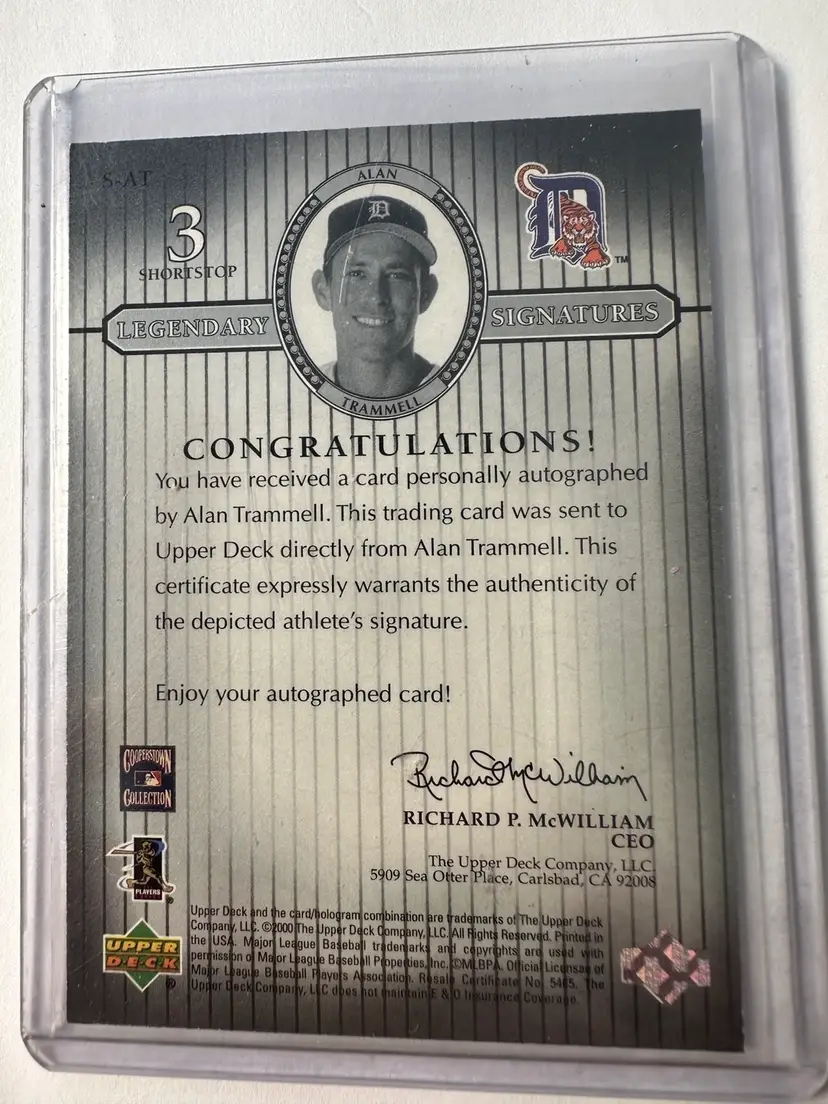 S-AT
3
SHORTSTOP
ALAN
D
D
TM
LEGENDARY
SIGNATURES
TRAMMELL
CONGRATULATIONS!
You have received a card personally autographed
by Alan Trammell. This trading card was sent to
Upper Deck directly from Alan Trammell. This
certificate expressly warrants the authenticity of
the depicted athlete's signature.
Enjoy your autographed card!
COOPERSTOWN
COLLECTION
Richard P McWilliam
RICHARD P. McWILLIAM
CEO
The Upper Deck Company, LLC.
5909 Sea Otter Place, Carlsbad, CA 92008
PLAYERS
UPPER
DECK
Upper Deck and the card/hologram combination are trademarks of The Upper Deck
Company, LLC. ©2000 The Upper Deck Company, LLC. All Rights Reserved. Printed in
the USA. Major League Baseball trademarks and copyrights are used with
permission of Major League Baseball Properties, Inc. ©MLBPA. Official Licensee of
Major League Baseball Players Association. Resale Certificate No. 5465. The
Upper Deck Company, LLC does not maintain E & O Insurance Coverage.